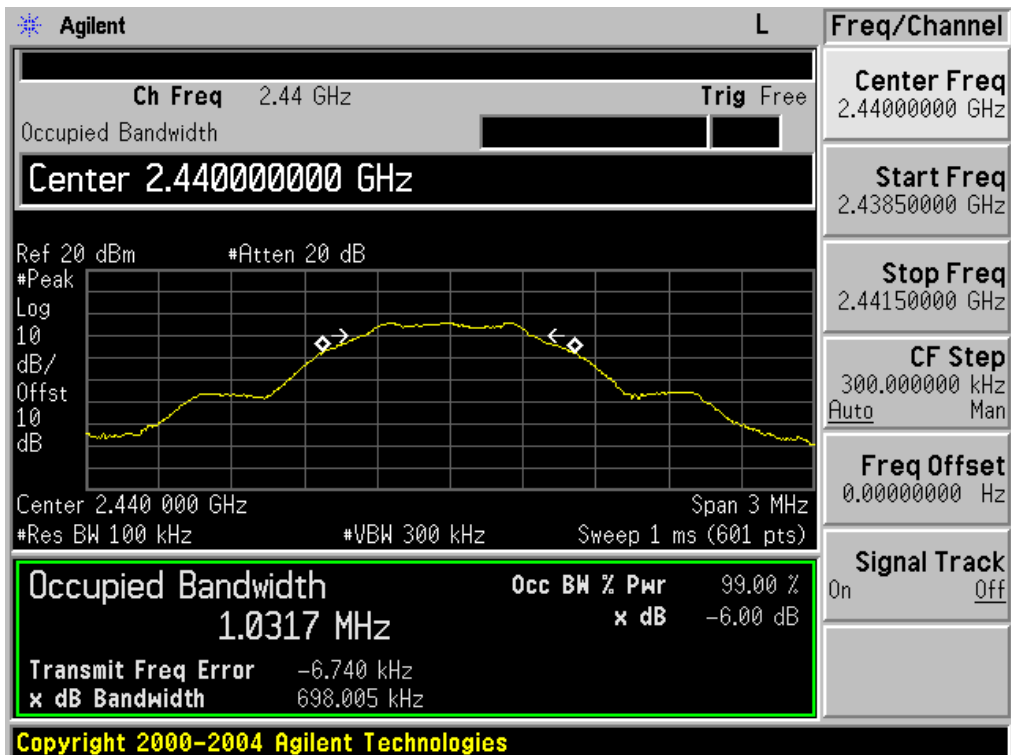 Agilent L
Ch Freq 2.44 GHz Trig Free
Occupied Bandwidth
Center 2.440000000 GHz
Ref 20 dBm #Atten 20 dB
#Peak
Log
10
dB/
Offst
10
dB
Center 2.440 000 GHz Span 3 MHz
#Res BW 100 kHz #VBW 300 kHz Sweep 1 ms (601 pts)
Occupied Bandwidth Occ BW % Pwr 99.00 %
1.0317 MHz x dB -6.00 dB
Transmit Freq Error -6.740 kHz
x dB Bandwidth 698.005 kHz
Copyright 2000-2004 Agilent Technologies
Freq/Channel
Center Freq
2.44000000 GHz
Start Freq
2.43850000 GHz
Stop Freq
2.44150000 GHz
CF Step
300.000000 kHz
Auto Man
Freq Offset
0.00000000 Hz
Signal Track
On Off